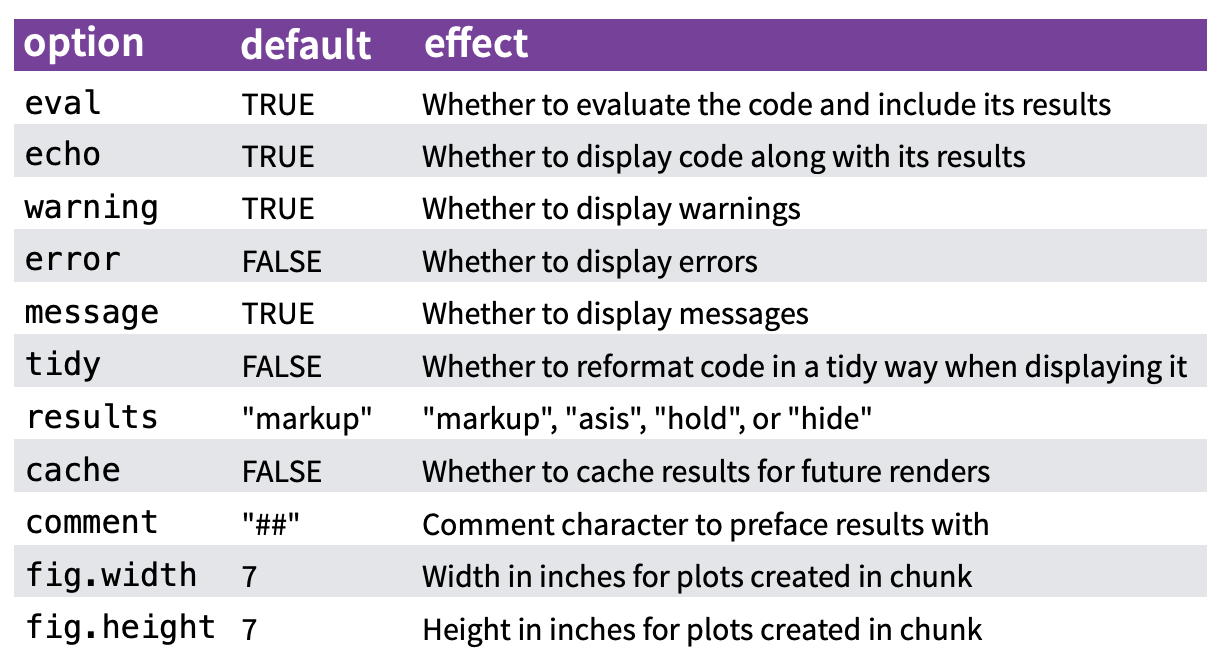 option default effect
eval TRUE Whether to evaluate the code and include its results
echo TRUE Whether to display code along with its results
warning TRUE Whether to display warnings
error FALSE Whether to display errors
message TRUE Whether to display messages
tidy FALSE Whether to reformat code in a tidy way when displaying it
results "markup" "markup", "asis", "hold", or "hide"
cache FALSE Whether to cache results for future renders
comment "##" Comment character to preface results with
fig.width 7 Width in inches for plots created in chunk
fig.height 7 Height in inches for plots created in chunk